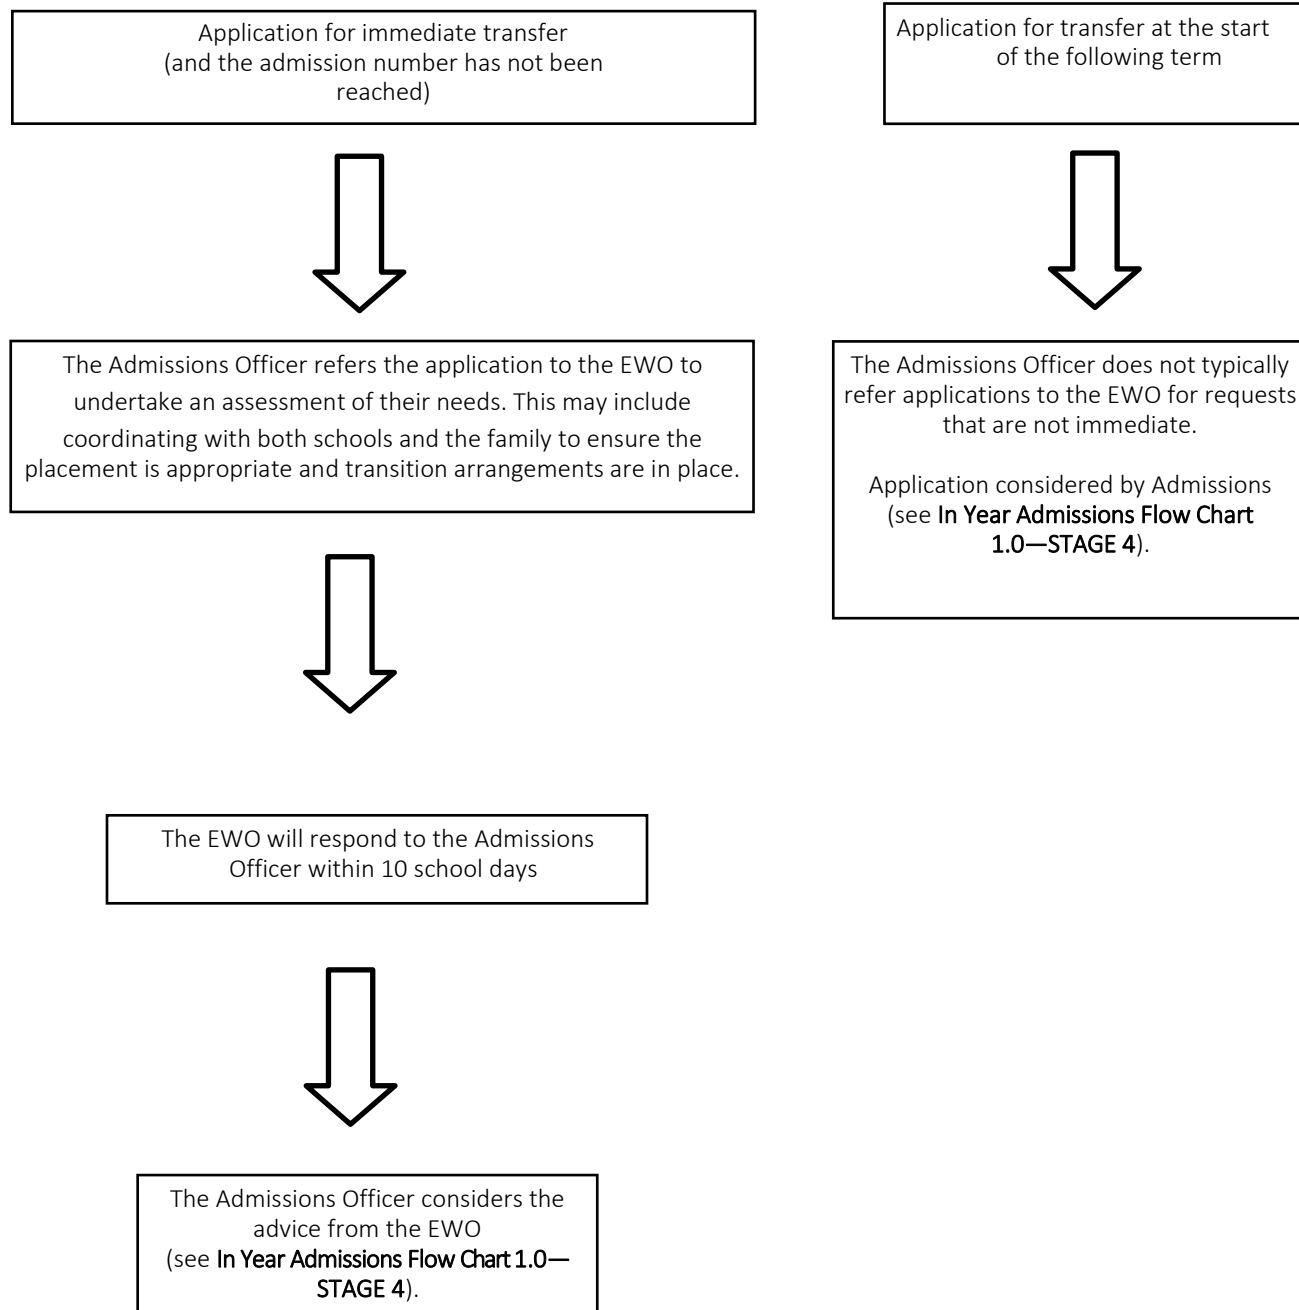 Application for immediate transfer
(and the admission number has not been
reached)
Application for transfer at the start
of the following term
The Admissions Officer refers the application to the EWO to
undertake an assessment of their needs. This may include
coordinating with both schools and the family to ensure the
placement is appropriate and transition arrangements are in place.
The Admissions Officer does not typically
refer applications to the EWO for requests
that are not immediate.
Application considered by Admissions
(see In Year Admissions Flow Chart
1.0—STAGE 4).
The EWO will respond to the Admissions
Officer within 10 school days
The Admissions Officer considers the
advice from the EWO
(see In Year Admissions Flow Chart 1.0—
STAGE 4).